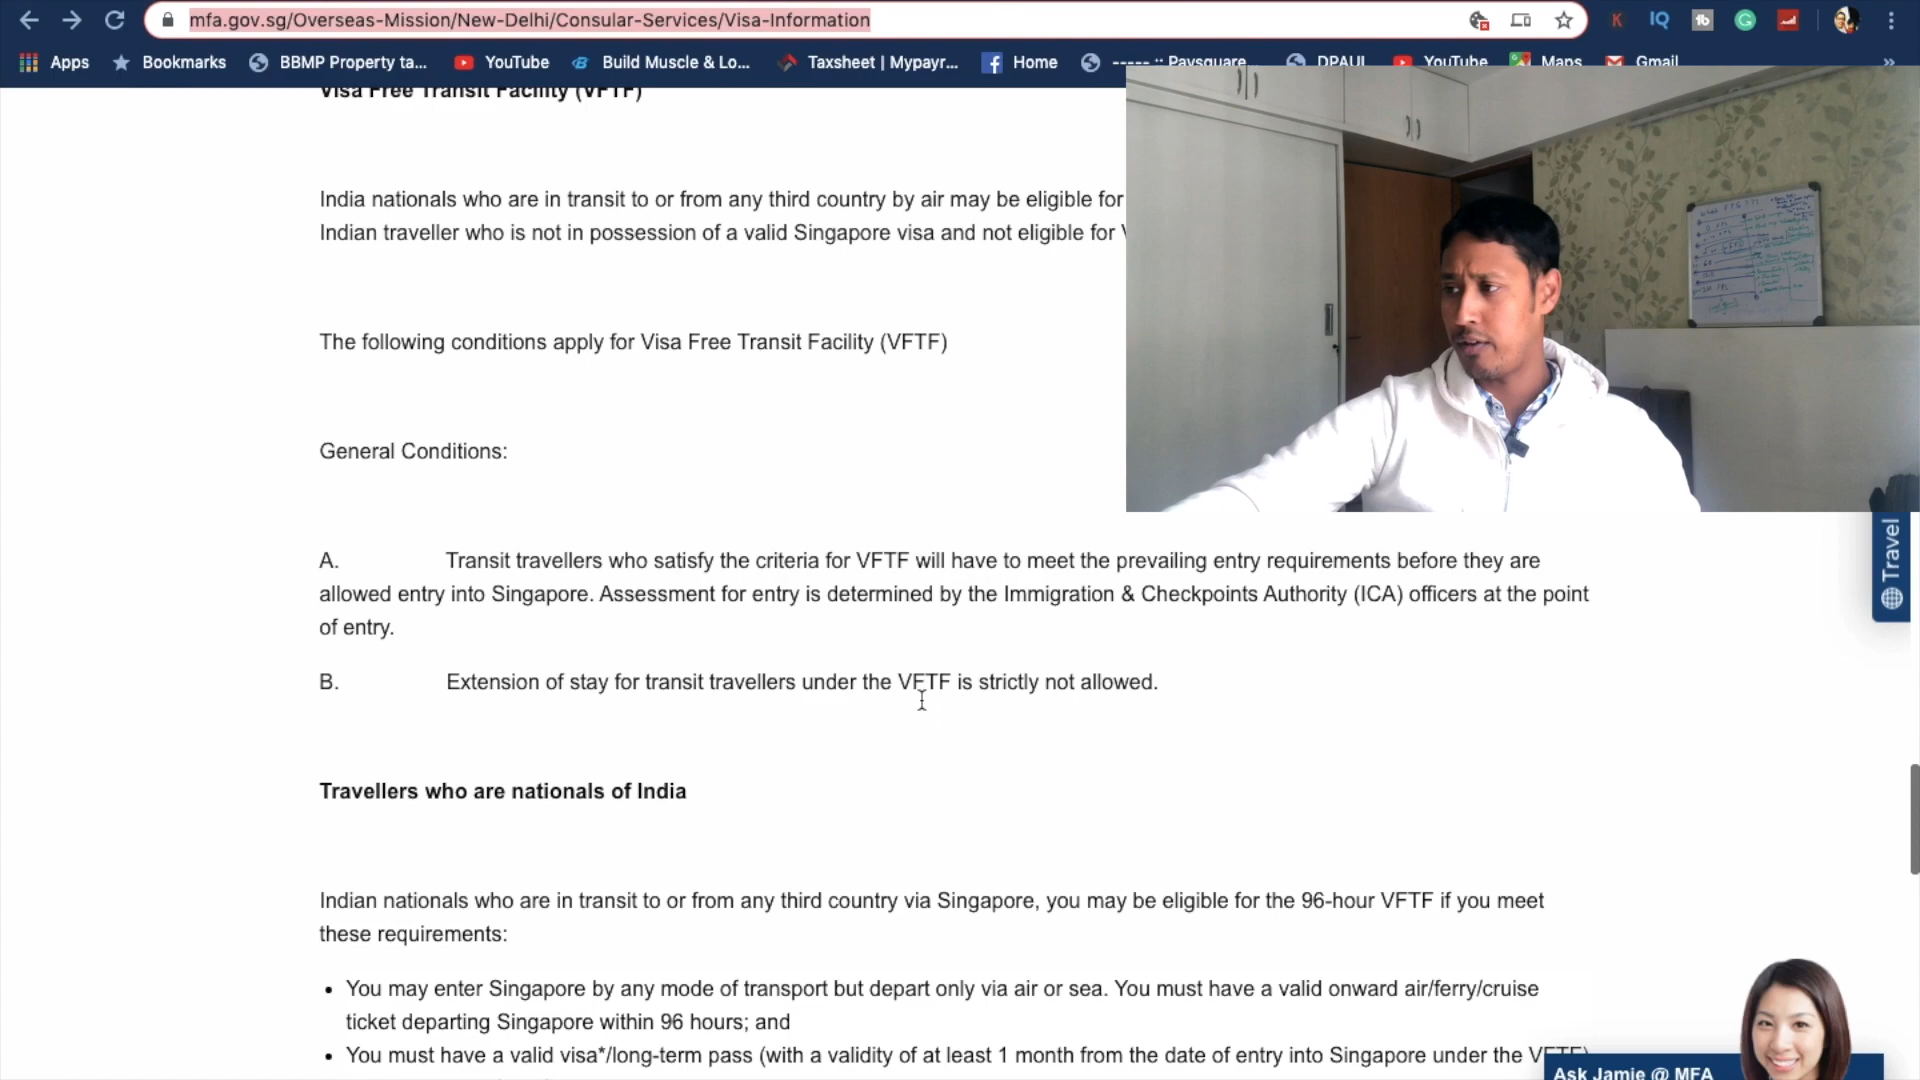 mfa.gov.sg/Overseas-Mission/New-Delhi/Consular-Services/Visa-Information
Apps Bookmarks BBMP Property ta... YouTube Build Muscle & Lo... Taxsheet | Mypayr... Home ----- :: Paysquare... DPAUL YouTube Maps Gmail
Visa Free Transit Facility (VFTF)
India nationals who are in transit to or from any third country by air may be eligible for
Indian traveller who is not in possession of a valid Singapore visa and not eligible for
The following conditions apply for Visa Free Transit Facility (VFTF)
General Conditions:
A. Transit travellers who satisfy the criteria for VFTF will have to meet the prevailing entry requirements before they are
allowed entry into Singapore. Assessment for entry is determined by the Immigration & Checkpoints Authority (ICA) officers at the point
of entry.
B. Extension of stay for transit travellers under the VFTF is strictly not allowed.
Travel
Travellers who are nationals of India
Indian nationals who are in transit to or from any third country via Singapore, you may be eligible for the 96-hour VFTF if you meet
these requirements:
• You may enter Singapore by any mode of transport but depart only via air or sea. You must have a valid onward air/ferry/cruise
ticket departing Singapore within 96 hours; and
• You must have a valid visa*/long-term pass (with a validity of at least 1 month from the date of entry into Singapore under the VFTF)
Ask Jamie @ MFA